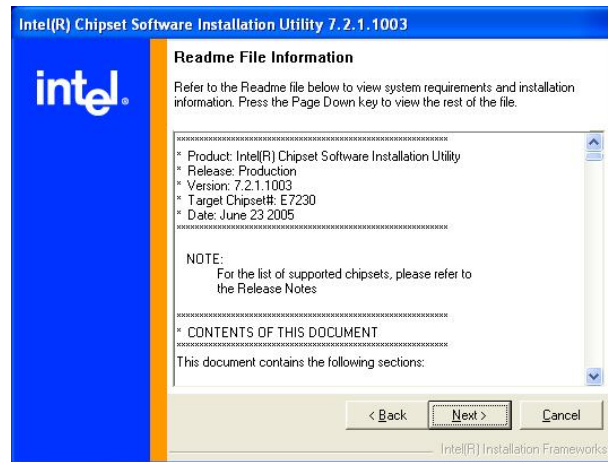 Intel(R) Chipset Software Installation Utility 7.2.1.1003
intel®
Readme File Information
Refer to the Readme file below to view system requirements and installation
information. Press the Page Down key to view the rest of the file.
************************************************************
* Product: Intel(R) Chipset Software Installation Utility
* Release: Production
* Version: 7.2.1.1003
* Target Chipset#: E7230
* Date: June 23 2005
************************************************************
NOTE:
For the list of supported chipsets, please refer to
the Release Notes
************************************************************
* CONTENTS OF THIS DOCUMENT
************************************************************
This document contains the following sections:
< Back
Next >
Cancel
Intel(R) Installation Frameworks